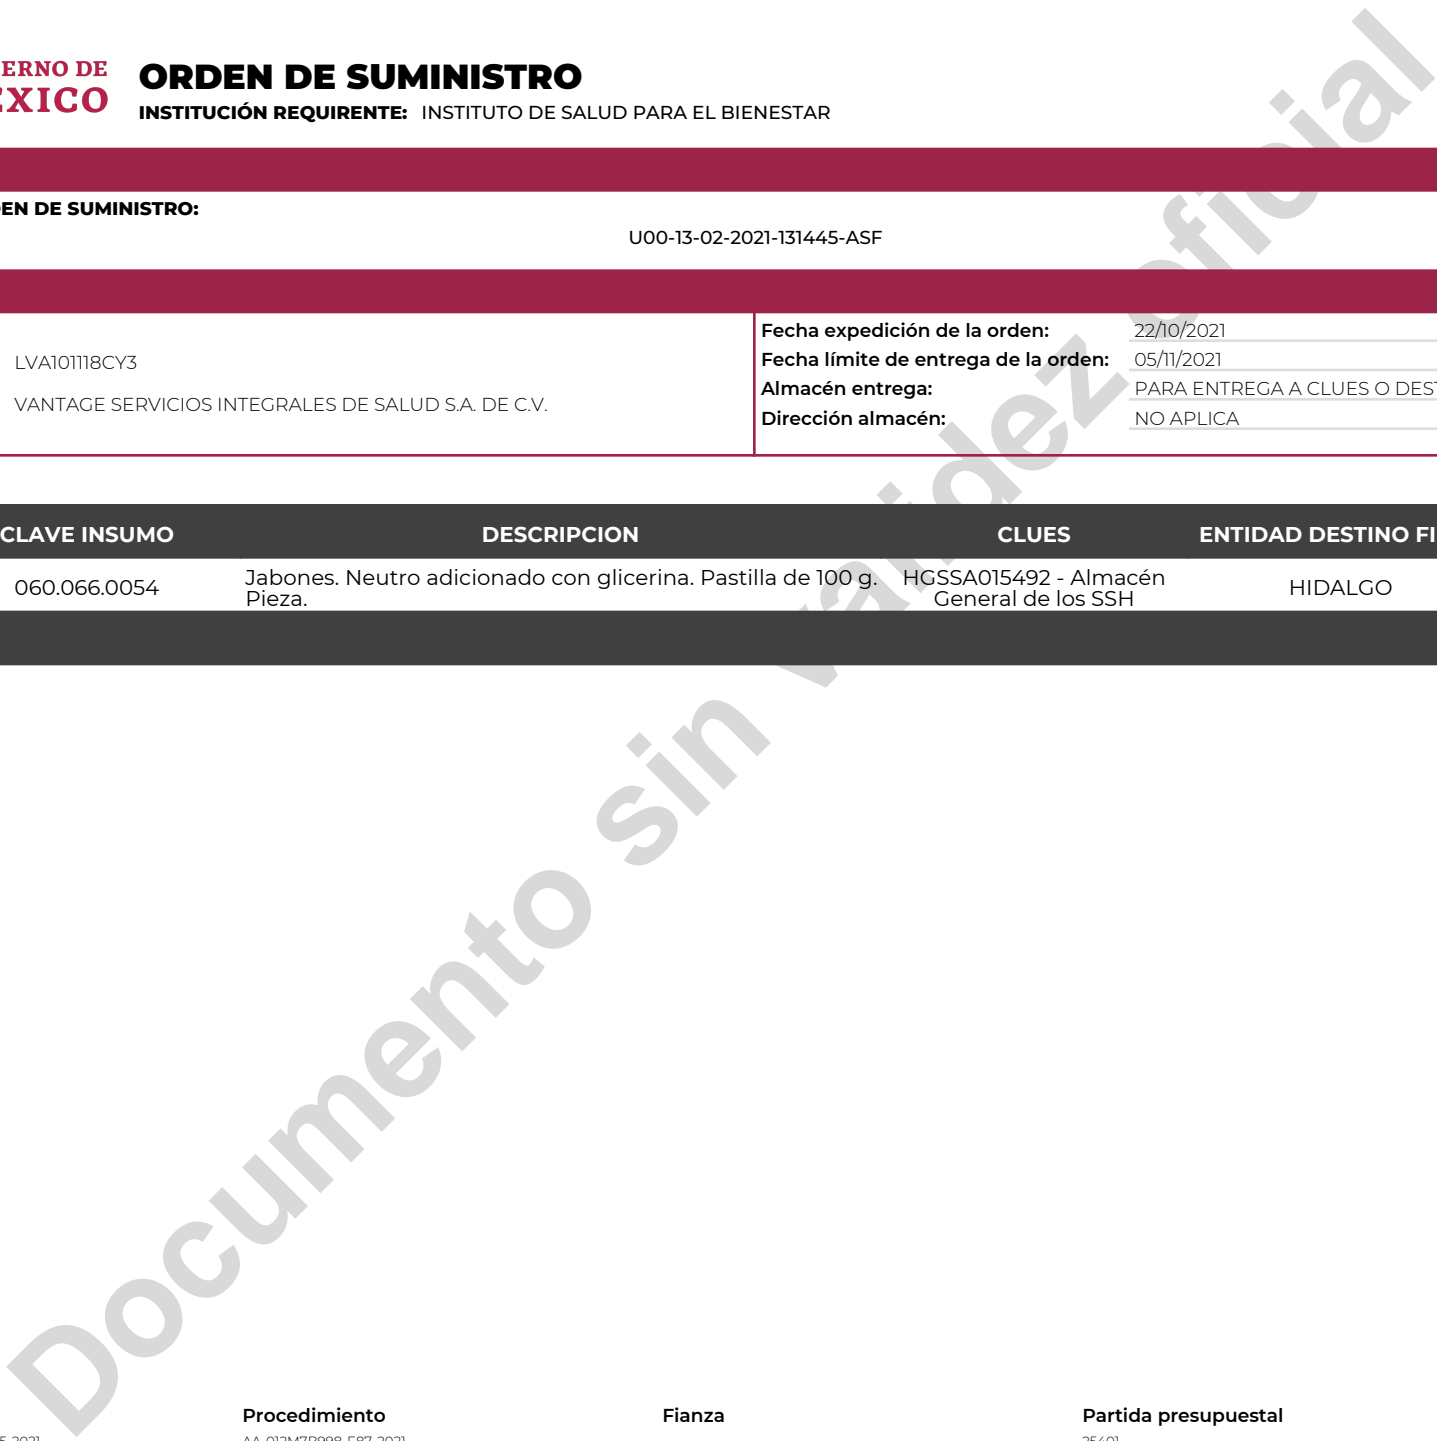 ERNO DE
EXICO
ORDEN DE SUMINISTRO
INSTITUCIÓN REQUIRENTE: INSTITUTO DE SALUD PARA EL BIENESTAR
EN DE SUMINISTRO:
U00-13-02-2021-131445-ASF
LVA101118CY3
VANTAGE SERVICIOS INTEGRALES DE SALUD S.A. DE C.V.
Fecha expedición de la orden: 22/10/2021
Fecha límite de entrega de la orden: 05/11/2021
Almacén entrega: PARA ENTREGA A CLUES O DEST
Dirección almacén: NO APLICA
CLAVE INSUMO DESCRIPCION CLUES ENTIDAD DESTINO FI
060.066.0054 Jabones. Neutro adicionado con glicerina. Pastilla de 100 g. Pieza. HGSSA015492 - Almacén General de los SSH HIDALGO
Documento sin validez oficial
Procedimiento Fianza Partida presupuestal